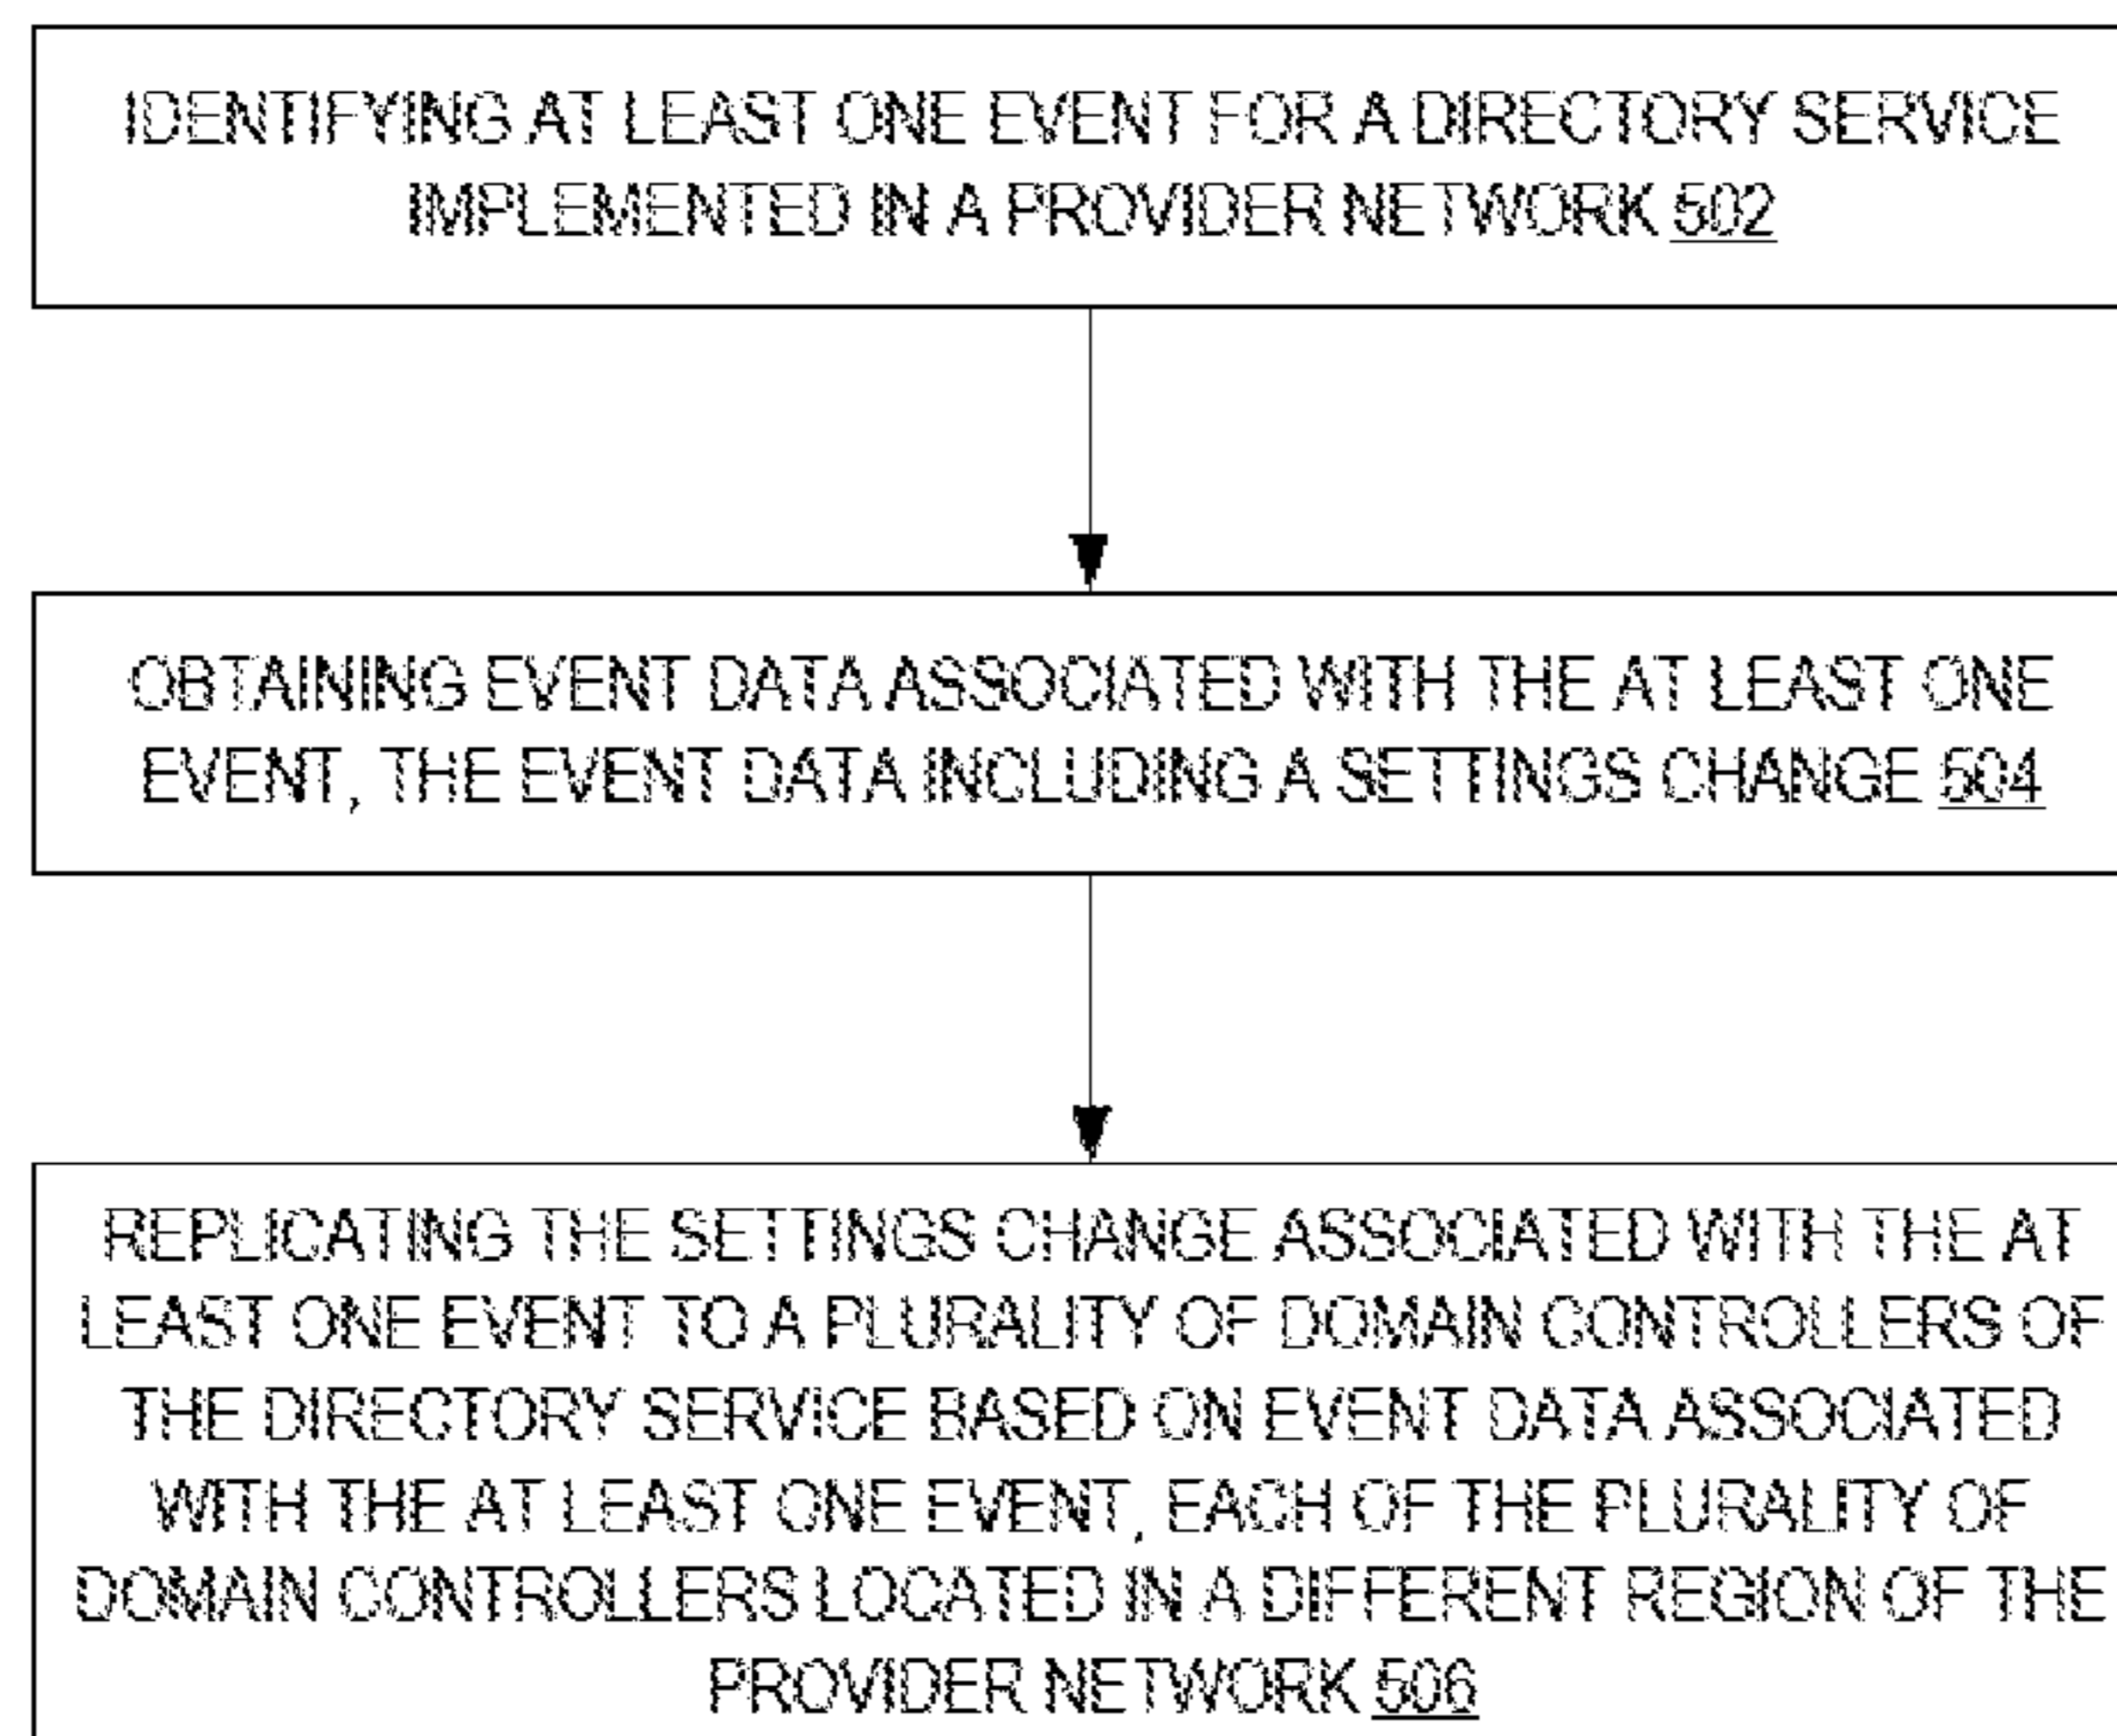 IDENTIFYING AT LEAST ONE EVENT FOR A DIRECTORY SERVICE
IMPLEMENTED IN A PROVIDER NETWORK 502
OBTAINING EVENT DATA ASSOCIATED WITH THE AT LEAST ONE
EVENT, THE EVENT DATA INCLUDING A SETTINGS CHANGE 504
REPLICATING THE SETTINGS CHANGE ASSOCIATED WITH THE AT
LEAST ONE EVENT TO A PLURALITY OF DOMAIN CONTROLLERS OF
THE DIRECTORY SERVICE BASED ON EVENT DATA ASSOCIATED
WITH THE AT LEAST ONE EVENT, EACH OF THE PLURALITY OF
DOMAIN CONTROLLERS LOCATED IN A DIFFERENT REGION OF THE
PROVIDER NETWORK 506